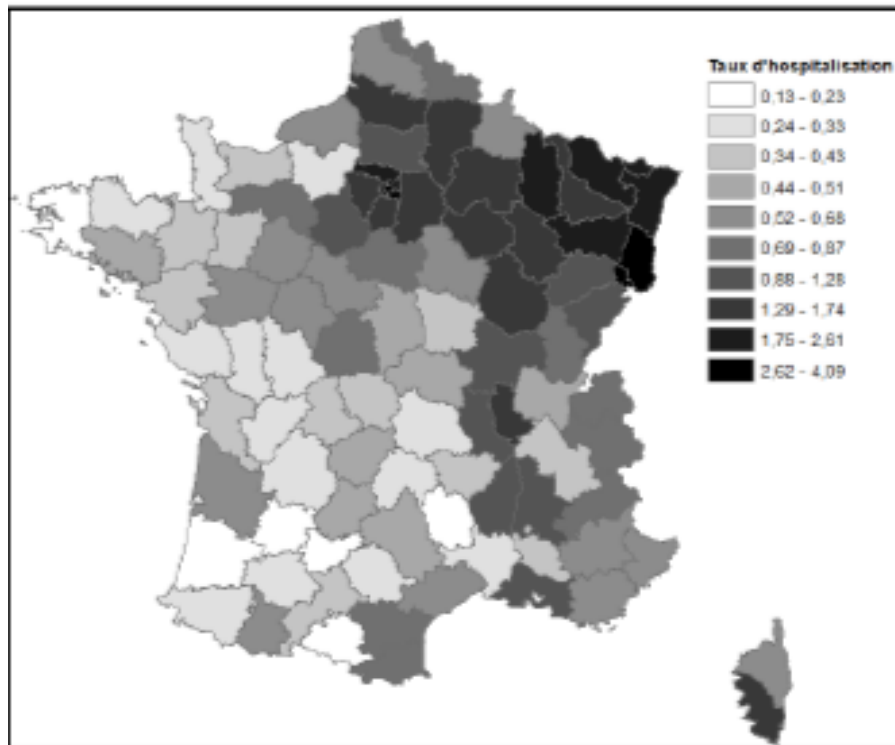 Taux d'hospitalisation
0,13 - 0,23
0,24 - 0,33
0,34 - 0,43
0,44 - 0,51
0,52 - 0,68
0,69 - 0,87
0,88 - 1,28
1,29 - 1,74
1,75 - 2,61
2,62 - 4,09